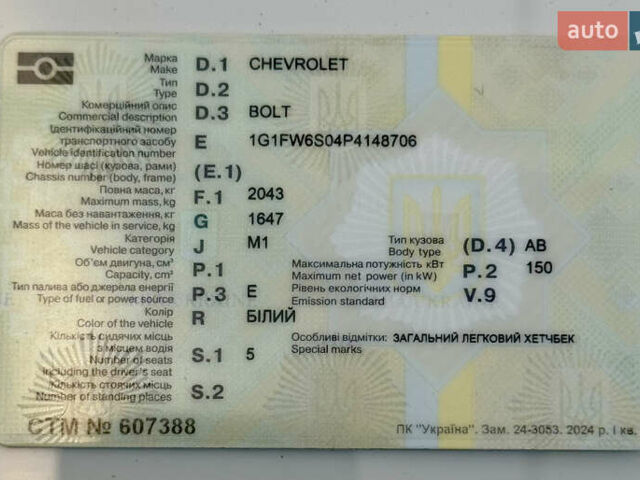 auto
Марка
Make D.1 CHEVROLET
Тип
Type D.2
Комерційний опис
Commercial description D.3 BOLT
Ідентифікаційний номер
транспортного засобу
Vehicle identification number E 1G1FW6S04P4148706
Номер шасі (кузова, рами)
Chassis number (body, frame) (E.1)
Повна маса, кг
Maximum mass, kg F.1 2043
Маса без навантаження, кг
Mass of the vehicle in service, kg G 1647
Категорія
Vehicle category J M1
Тип кузова
Body type (D.4) AB
Об'єм двигуна, см³
Capacity, cm³ P.1
Максимальна потужність кВт
Maximum net power (in kW) P.2 150
Тип палива або джерела енергії
Type of fuel or power source P.3 E
Рівень екологічних норм
Emission standard V.9
Колір
Color of the vehicle R БІЛИЙ
Кількість сидячих місць
з місцем водія
Number of seats
including the driver's seat S.1 5
Особливі відмітки: ЗАГАЛЬНИЙ ЛЕГКОВИЙ ХЕТЧБЕК
Special marks
Кількість стоячих місць
Number of standing places S.2
СТМ № 607388
ПК "Україна". Зам. 24-3053. 2024 р. І кв.